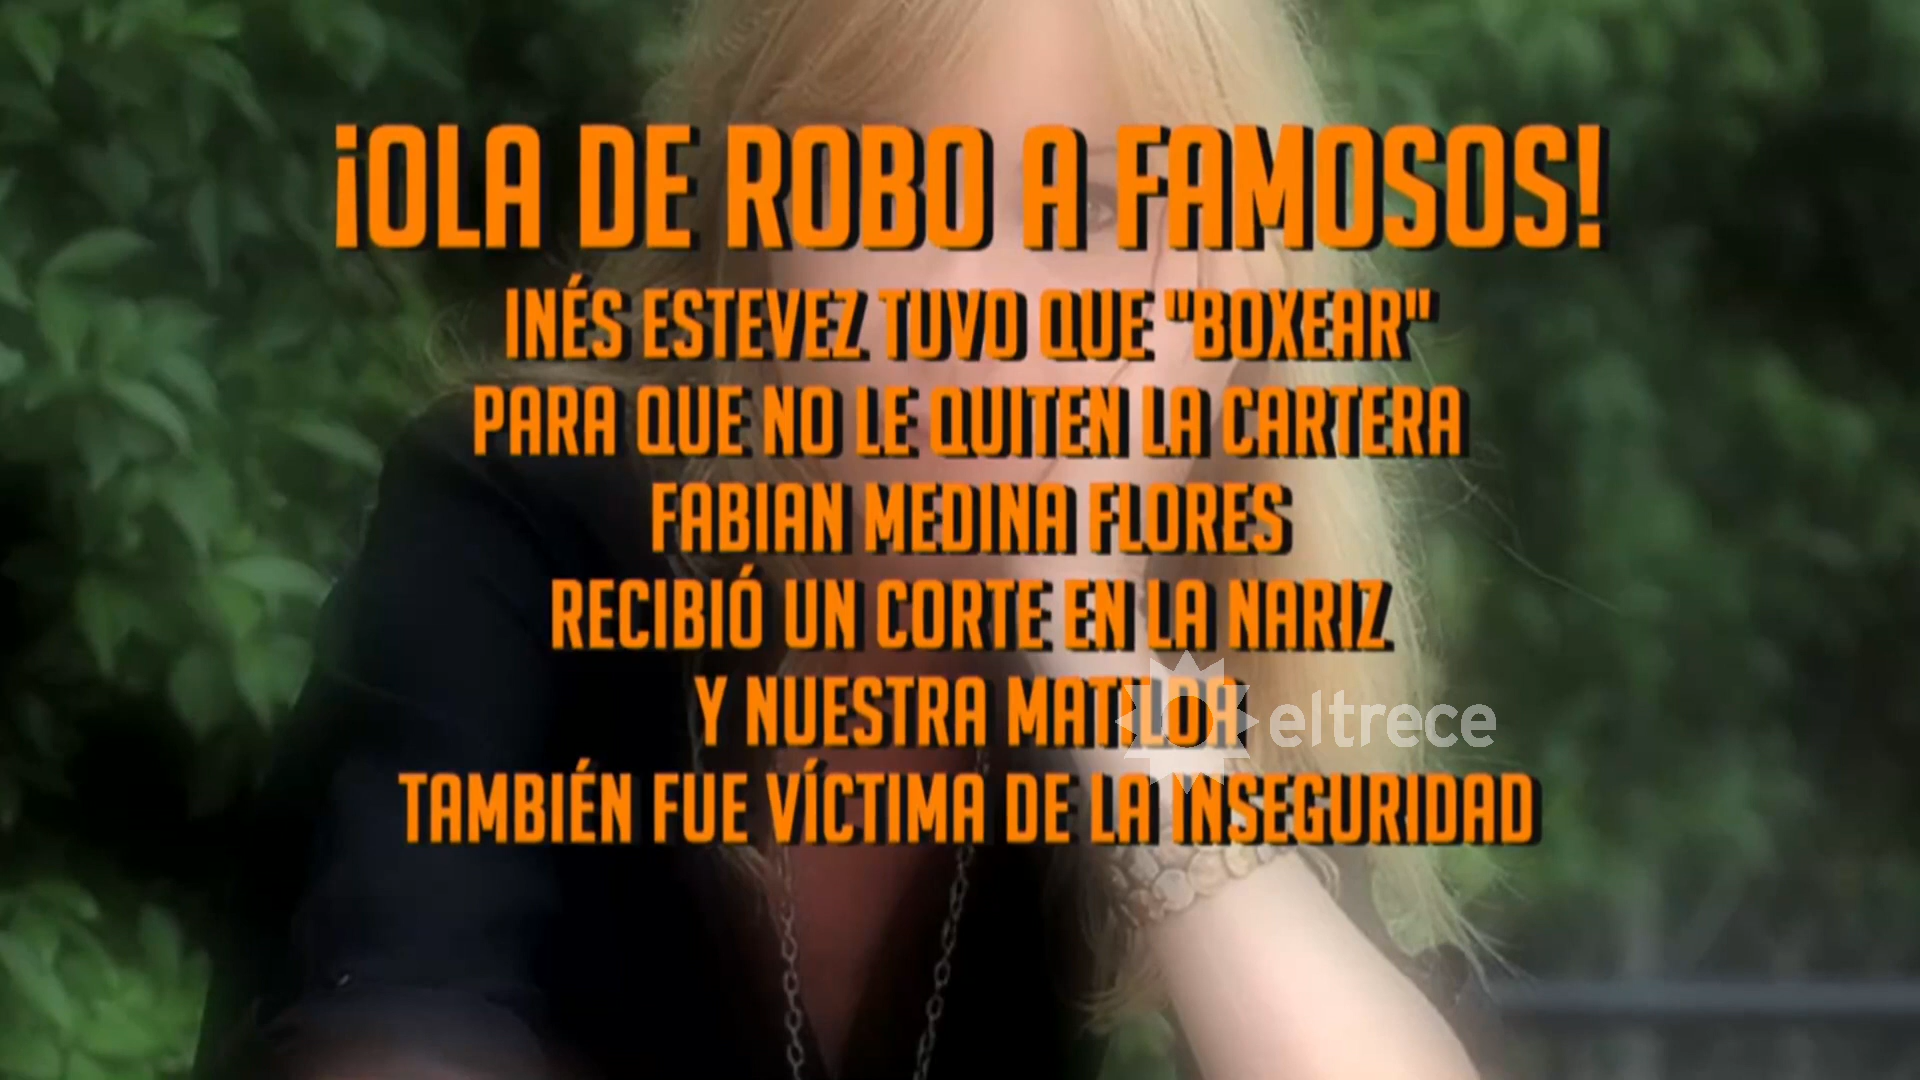 ¡OLA DE ROBO A FAMOSOS!
INÉS ESTEVEZ TUVO QUE "BOXEAR"
PARA QUE NO LE QUITEN LA CARTERA
FABIAN MEDINA FLORES
RECIBIÓ UN CORTE EN LA NARIZ
Y NUESTRA MATILDA
eltrece
TAMBIÉN FUE VÍCTIMA DE LA INSEGURIDAD